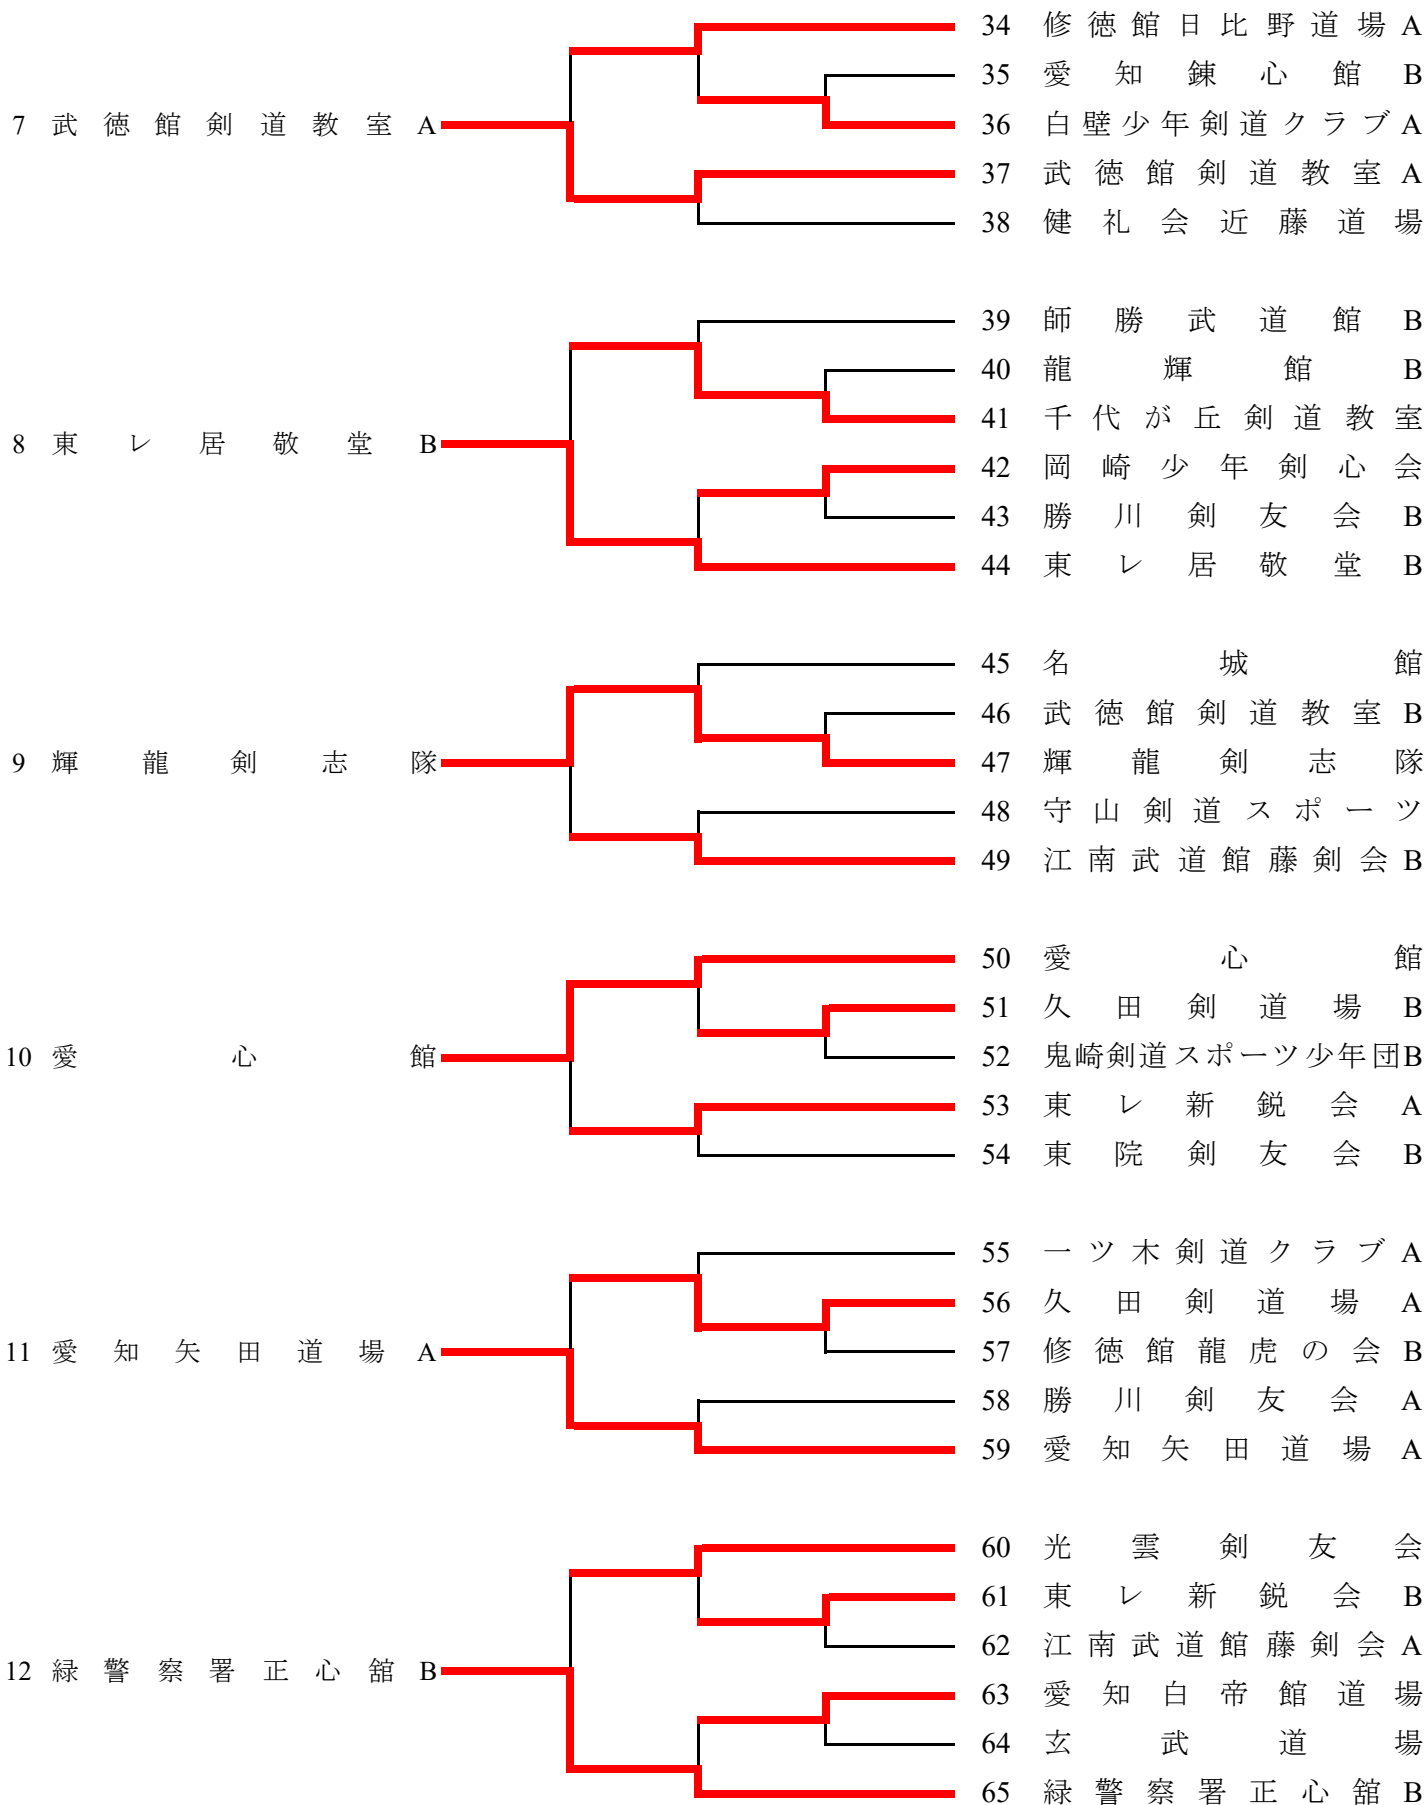 34 修徳館日比野道場A
35 愛知錬心館B
36 白壁少年剣道クラブA
7 武徳館剣道教室A
37 武徳館剣道教室A
38 健礼会近藤道場
39 師勝武道館B
40 龍輝館B
41 千代が丘剣道教室
8 東レ居敬堂B
42 岡崎少年剣心会
43 勝川剣友会B
44 東レ居敬堂B
45 名城館
46 武徳館剣道教室B
9 輝龍剣志隊
47 輝龍剣志隊
48 守山剣道スポーツ
49 江南武道館藤剣会B
50 愛心館
51 久田剣道場B
10 愛心館
52 鬼崎剣道スポーツ少年団B
53 東レ新鋭会A
54 東院剣友会B
55 一ツ木剣道クラブA
56 久田剣道場A
11 愛知矢田道場A
57 修徳館龍虎の会B
58 勝川剣友会A
59 愛知矢田道場A
60 光雲剣友会
61 東レ新鋭会B
62 江南武道館藤剣会A
12 緑警察署正心舘B
63 愛知白帝館道場
64 玄武道場
65 緑警察署正心舘B